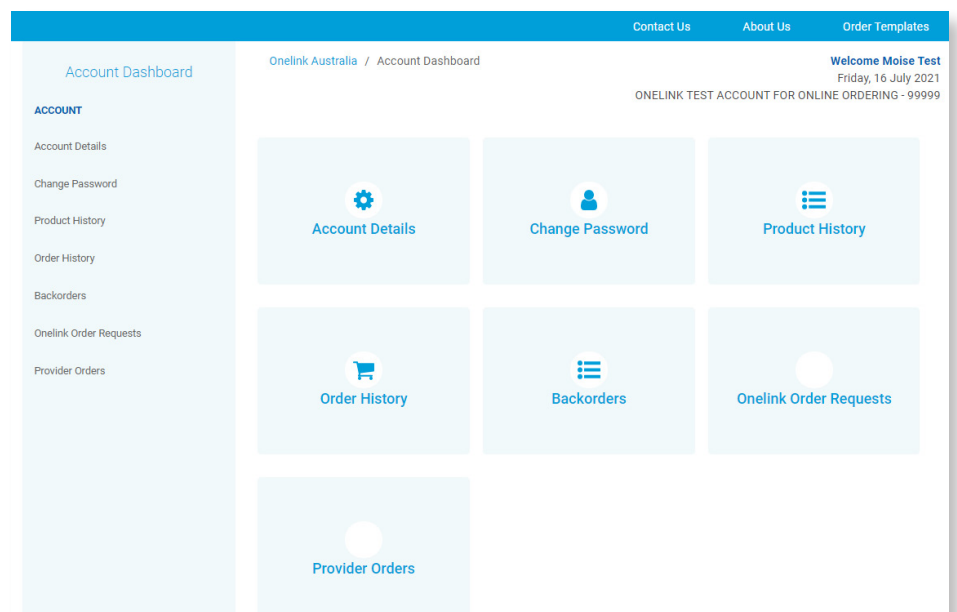 Contact Us About Us Order Templates
Account Dashboard
ACCOUNT
Account Details
Change Password
Product History
Order History
Backorders
Onelink Order Requests
Provider Orders
Onelink Australia / Account Dashboard
Welcome Moise Test
Friday, 16 July 2021
ONELINK TEST ACCOUNT FOR ONLINE ORDERING - 99999
Account Details
Change Password
Product History
Order History
Backorders
Onelink Order Requests
Provider Orders